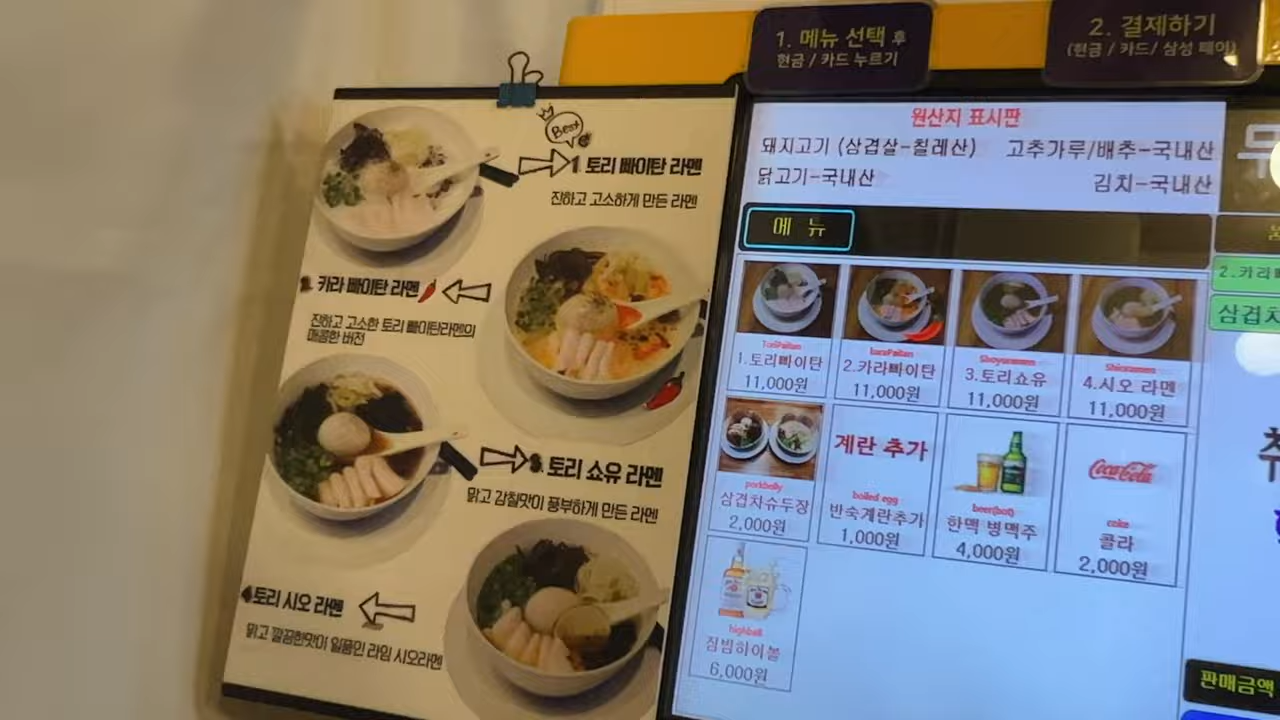 1. 메뉴 선택 후
현금 / 카드 누르기
2. 결제하기
(현금 / 카드/ 삼성 페이)
Best
1 토리 빠이탄 라멘
진하고 고소하게 만든 라멘
카라 빠이탄 라멘
진하고 고소한 토리 빠이탄라멘의
매콤한 버전
토리 쇼유 라멘
맑고 감칠맛이 풍부하게 만든 라멘
토리 시오 라멘
맑고 깔끔한맛이 일품인 라임 시오라멘
원산지 표시판
돼지고기 (삼겹살-칠레산) 고추가루/배추-국내산
닭고기-국내산 김치-국내산
메 뉴
ToriPaitan
1.토리빠이탄
11,000원
karaPaitan
2.카라빠이탄
11,000원
Shoyuramen
3.토리쇼유
11,000원
Shioramen
4.시오 라멘
11,000원
porkbelly
삼겹차슈두장
2,000원
계란 추가
boiled egg
반숙계란추가
1,000원
beer(bot)
한맥 병맥주
4,000원
Coca-Cola
coke
콜라
2,000원
highball
짐빔하이볼
6,000원
2.카라
삼겹차
판매금액